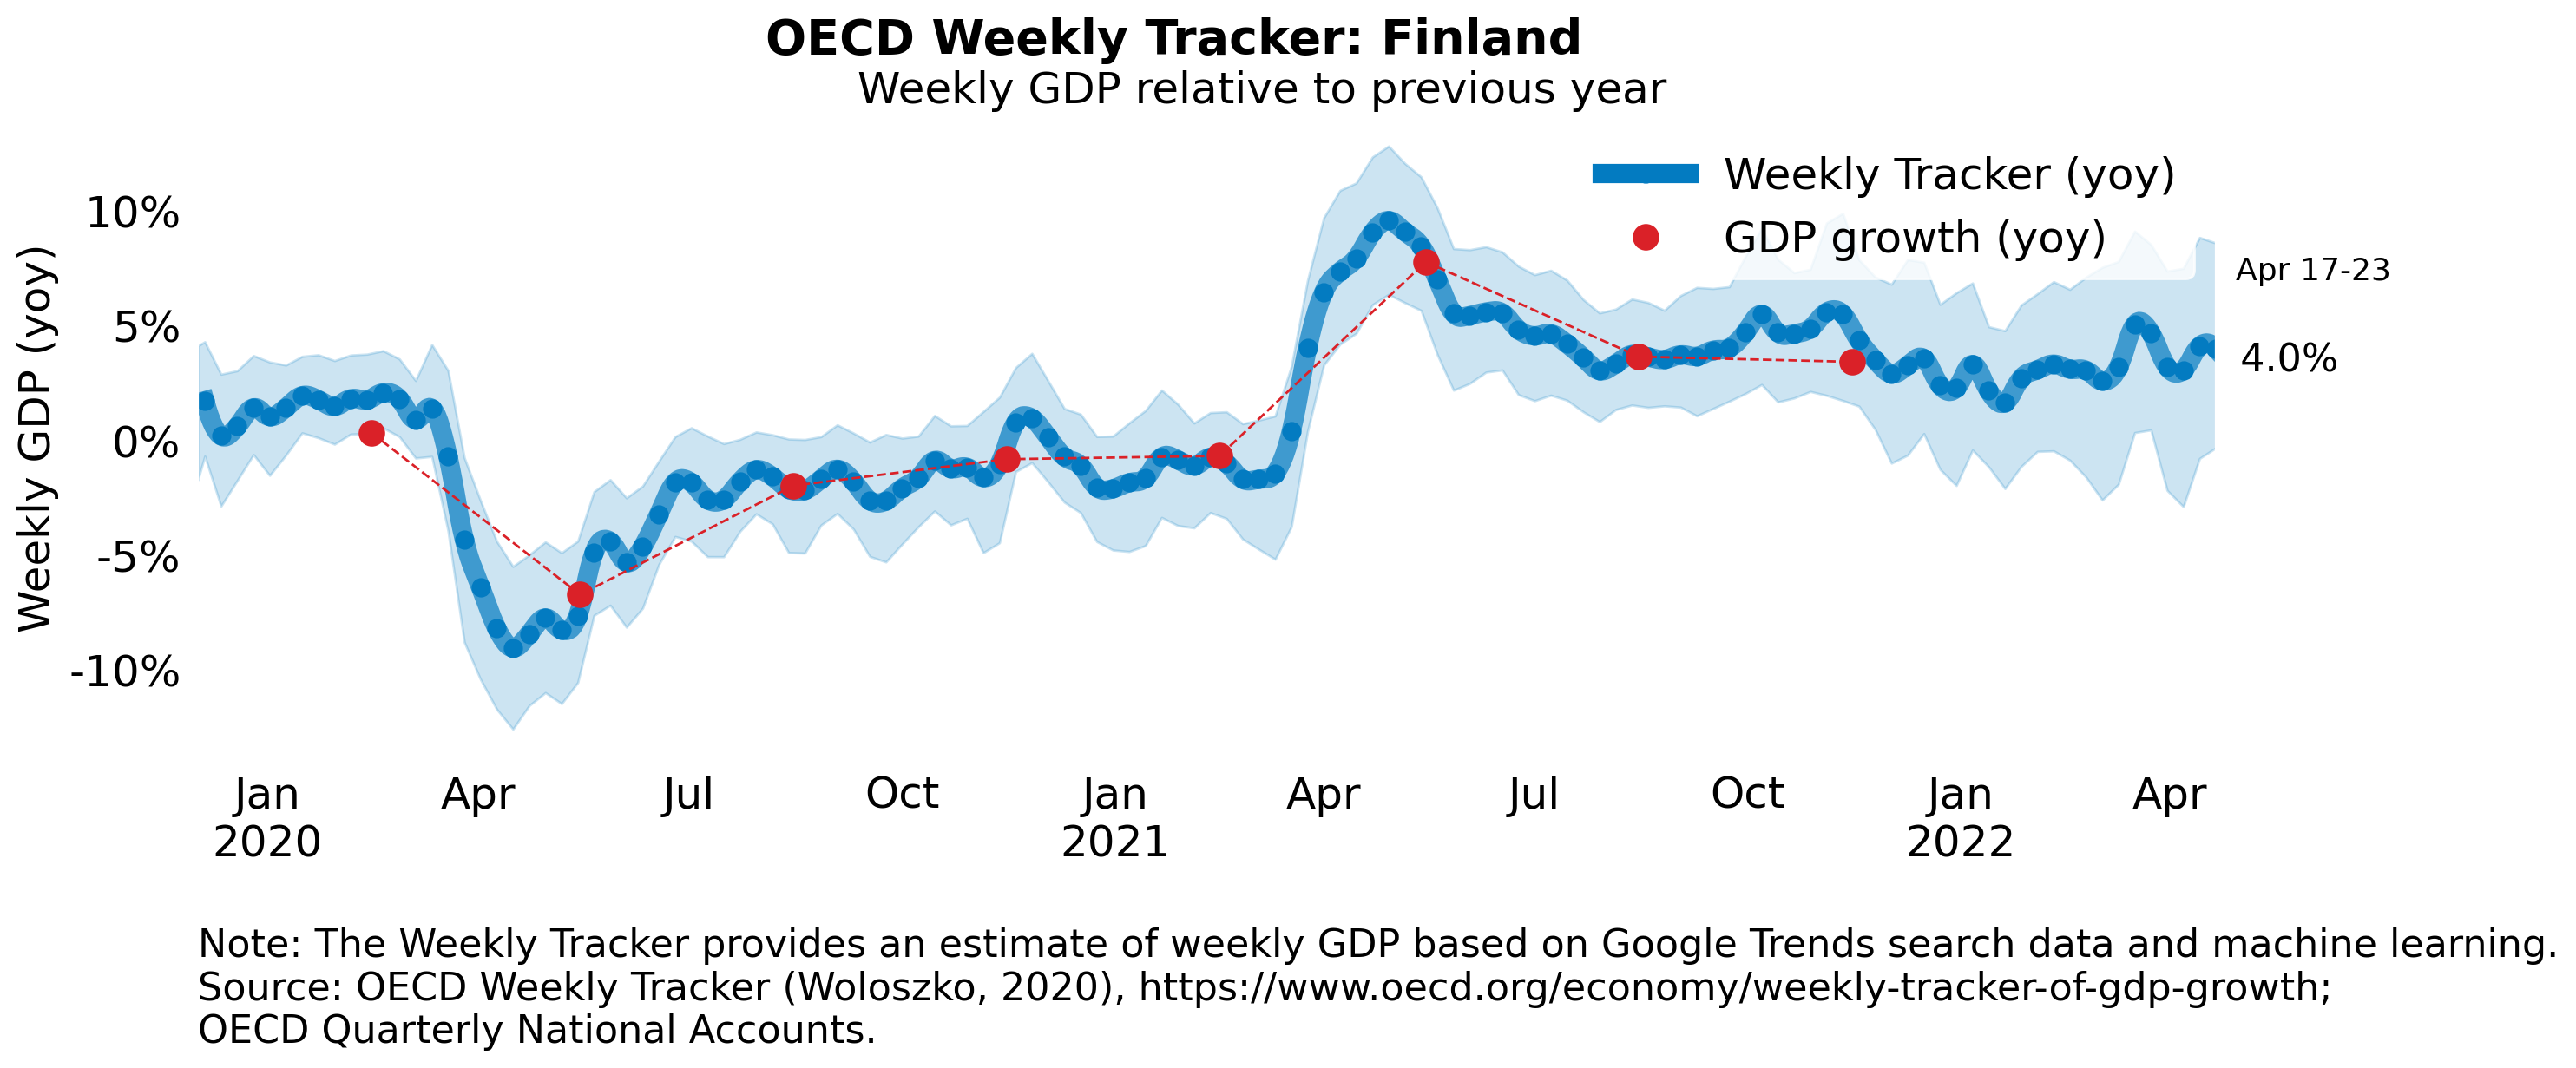 OECD Weekly Tracker: Finland
Weekly GDP relative to previous year
Weekly Tracker (yoy)
GDP growth (yoy)
Weekly GDP (yoy)
10%
5%
0%
-5%
-10%
Apr 17-23
4.0%
Jan Apr Jul Oct Jan Apr Jul Oct Jan Apr
2020 2021 2022
Note: The Weekly Tracker provides an estimate of weekly GDP based on Google Trends search data and machine learning.
Source: OECD Weekly Tracker (Woloszko, 2020), https://www.oecd.org/economy/weekly-tracker-of-gdp-growth;
OECD Quarterly National Accounts.